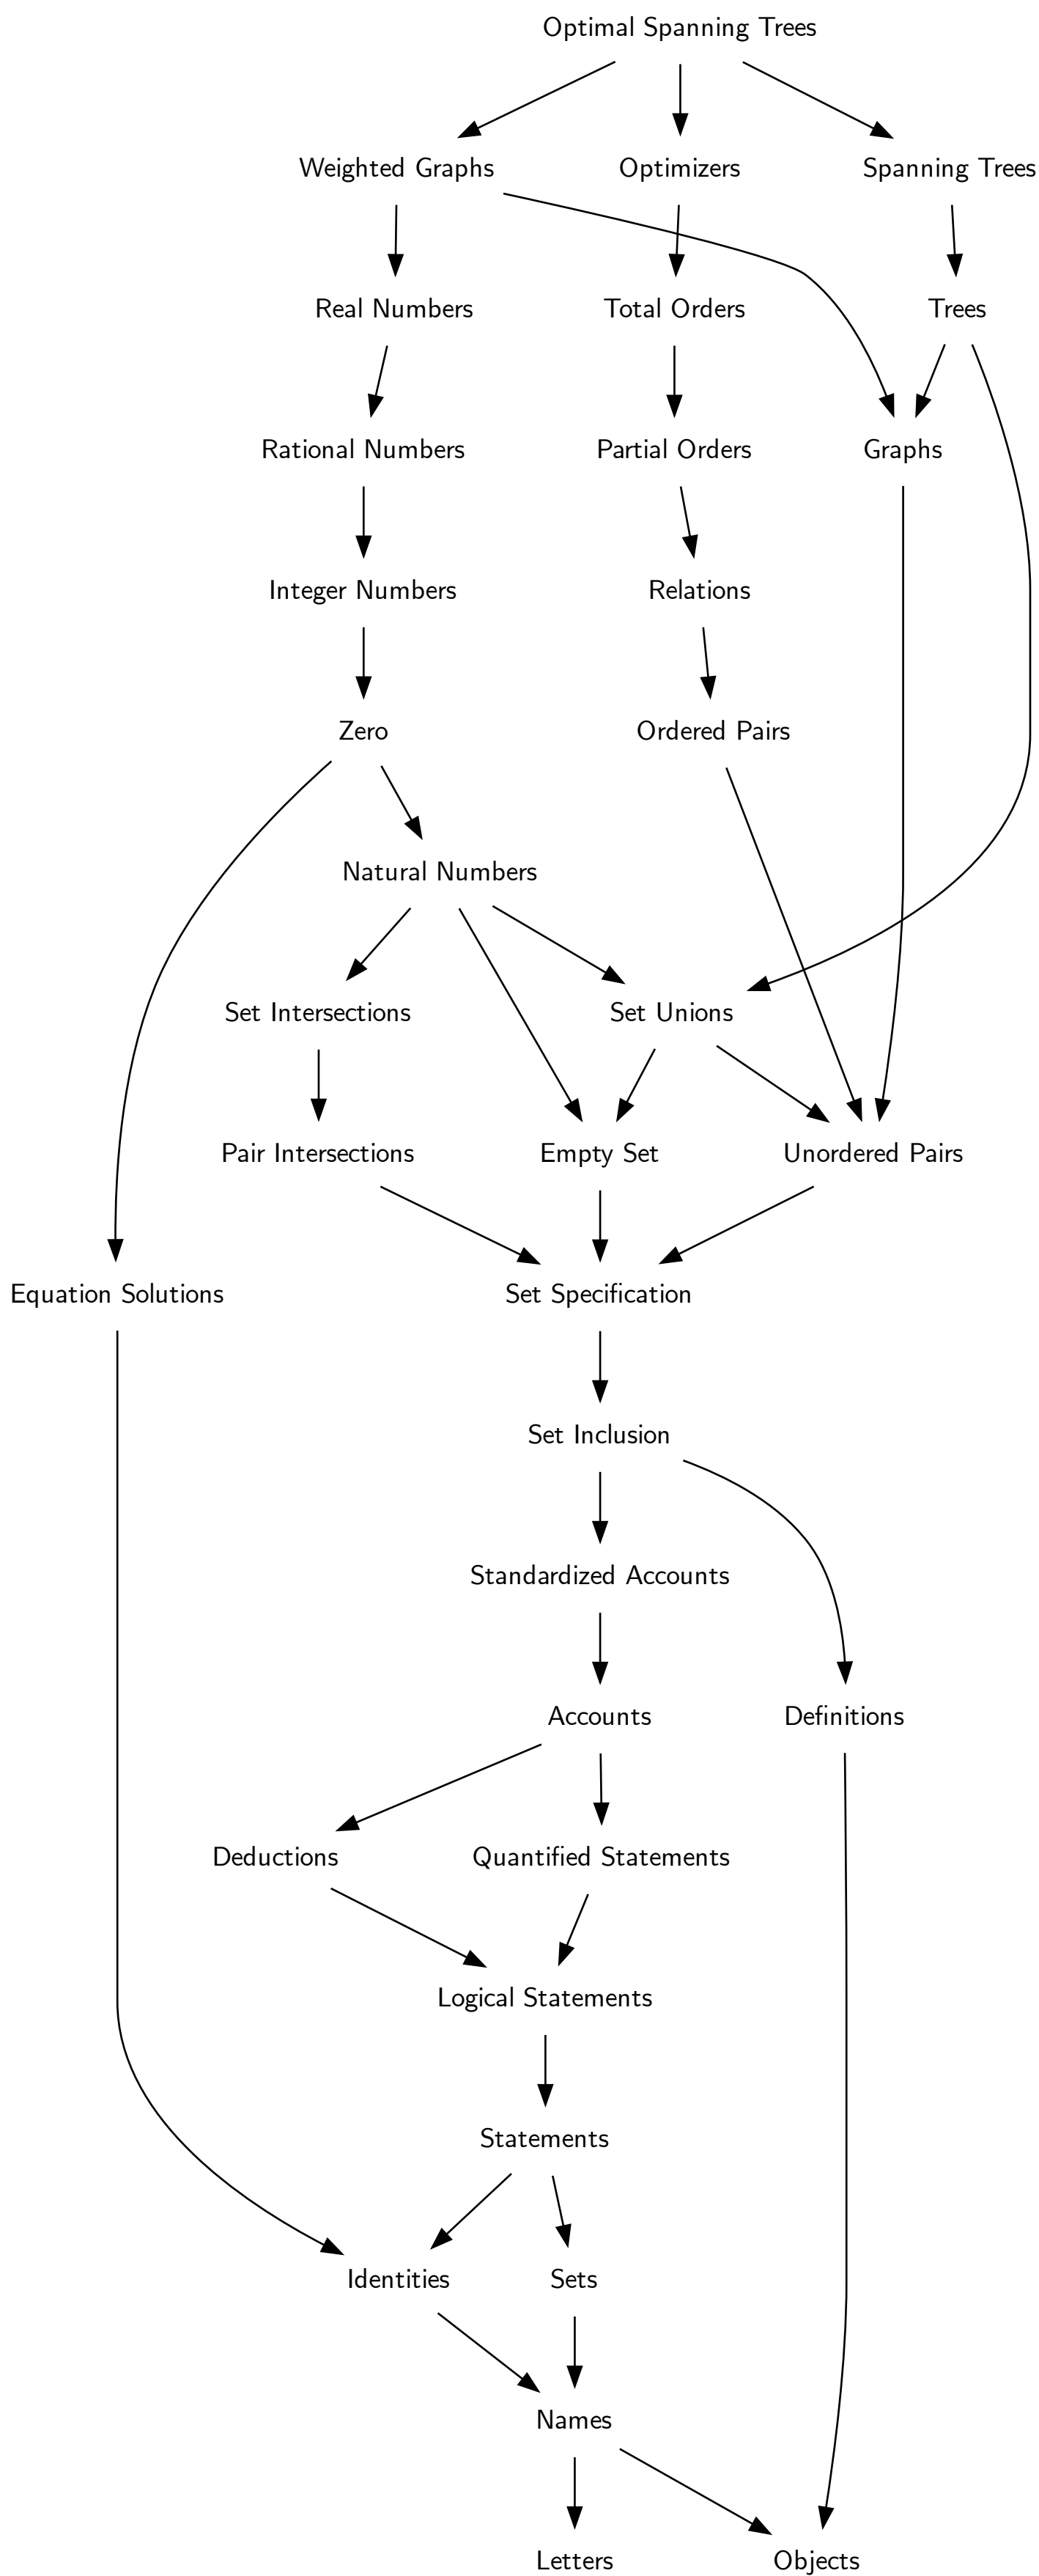 Optimal Spanning Trees
Weighted Graphs
Optimizers
Spanning Trees
Real Numbers
Total Orders
Trees
Rational Numbers
Partial Orders
Graphs
Integer Numbers
Relations
Zero
Ordered Pairs
Natural Numbers
Set Intersections
Set Unions
Pair Intersections
Empty Set
Unordered Pairs
Equation Solutions
Set Specification
Set Inclusion
Standardized Accounts
Accounts
Definitions
Deductions
Quantified Statements
Logical Statements
Statements
Identities
Sets
Names
Letters
Objects